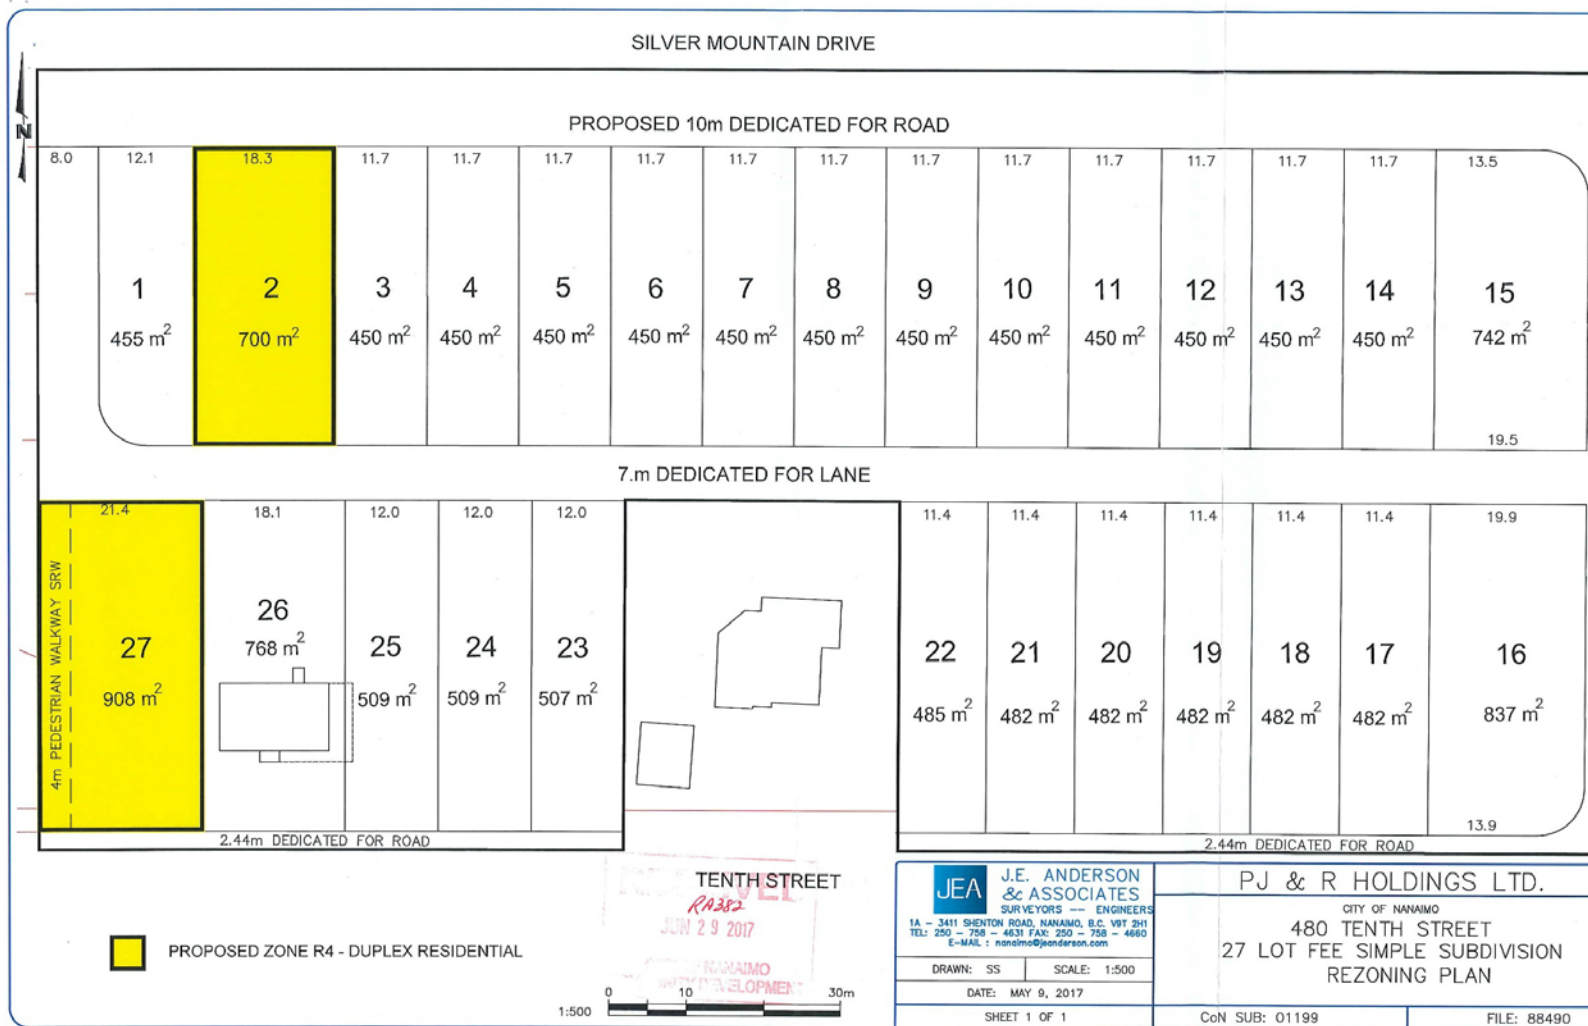 SILVER MOUNTAIN DRIVE
N
PROPOSED 10m DEDICATED FOR ROAD
8.0 12.1 18.3 11.7 11.7 11.7 11.7 11.7 11.7 11.7 11.7 11.7 11.7 11.7 11.7 13.5
1 2 3 4 5 6 7 8 9 10 11 12 13 14 15
455 m² 700 m² 450 m² 450 m² 450 m² 450 m² 450 m² 450 m² 450 m² 450 m² 450 m² 450 m² 450 m² 450 m² 742 m²
19.5
7.m DEDICATED FOR LANE
21.4 18.1 12.0 12.0 12.0 11.4 11.4 11.4 11.4 11.4 11.4 19.9
4m PEDESTRIAN WALKWAY SRW
27 26 25 24 23 22 21 20 19 18 17 16
908 m² 768 m² 509 m² 509 m² 507 m² 485 m² 482 m² 482 m² 482 m² 482 m² 482 m² 837 m²
13.9
2.44m DEDICATED FOR ROAD
2.44m DEDICATED FOR ROAD
TENTH STREET
RA382
JUN 29 2017
NANAIMO
DEVELOPMENT
PROPOSED ZONE R4 - DUPLEX RESIDENTIAL
1:500
0 10 30m
JEA
J.E. ANDERSON
& ASSOCIATES
SURVEYORS — ENGINEERS
1A – 3411 SHENTON ROAD, NANAIMO, B.C. V9T 2H1
TEL: 250 – 758 – 4631 FAX: 250 – 758 – 4660
E-MAIL : nanaimo@jeanderson.com
DRAWN: SS SCALE: 1:500
DATE: MAY 9, 2017
SHEET 1 OF 1
PJ & R HOLDINGS LTD.
CITY OF NANAIMO
480 TENTH STREET
27 LOT FEE SIMPLE SUBDIVISION
REZONING PLAN
CoN SUB: 01199 FILE: 88490